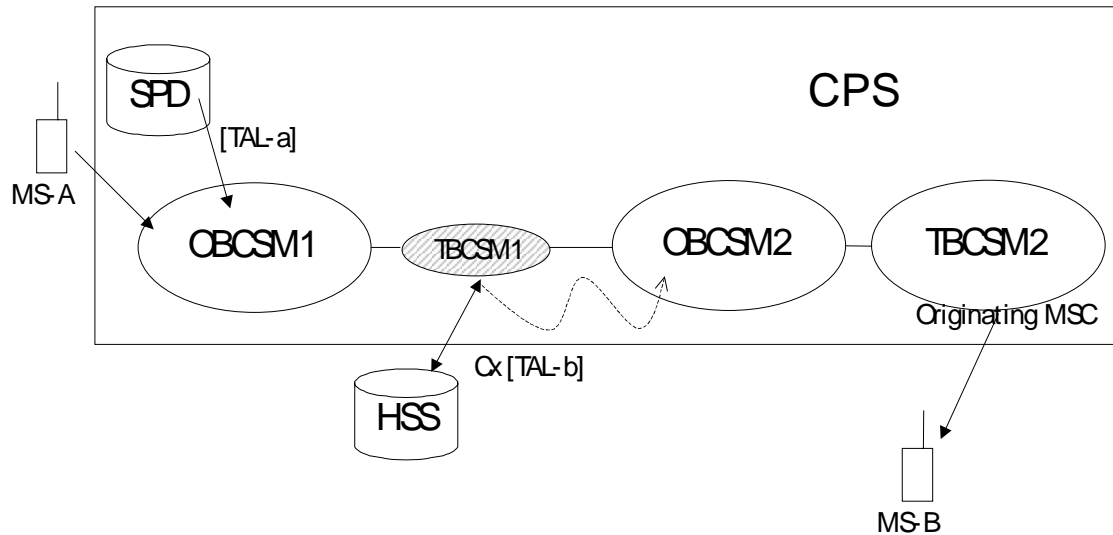 SPD
CPS
[TAL-a]
MS-A
OBCSM1
TBCSM1
OBCSM2
TBCSM2
Originating MSC
Cx [TAL-b]
HSS
MS-B